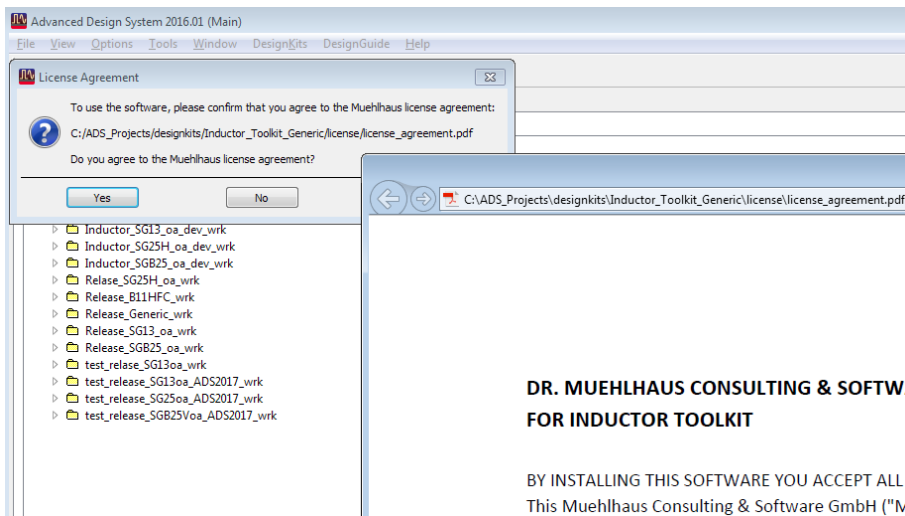 Advanced Design System 2016.01 (Main)
File View Options Tools Window DesignKits DesignGuide Help
License Agreement
To use the software, please confirm that you agree to the Muehlhaus license agreement:
C:/ADS_Projects/designkits/Inductor_Toolkit_Generic/license/license_agreement.pdf
Do you agree to the Muehlhaus license agreement?
Yes No
C:\ADS_Projects\designkits\Inductor_Toolkit_Generic\license\license_agreement.pdf
Inductor_SG13_oa_dev_wrk
Inductor_SG25H_oa_dev_wrk
Inductor_SGB25_oa_dev_wrk
Relase_SG25H_oa_wrk
Release_B11HFC_wrk
Release_Generic_wrk
Release_SG13_oa_wrk
Release_SGB25_oa_wrk
test_relase_SG13oa_wrk
test_release_SG13oa_ADS2017_wrk
test_release_SG25oa_ADS2017_wrk
test_release_SGB25Voa_ADS2017_wrk
DR. MUEHLHAUS CONSULTING & SOFTW
FOR INDUCTOR TOOLKIT
BY INSTALLING THIS SOFTWARE YOU ACCEPT ALL
This Muehlhaus Consulting & Software GmbH ("M